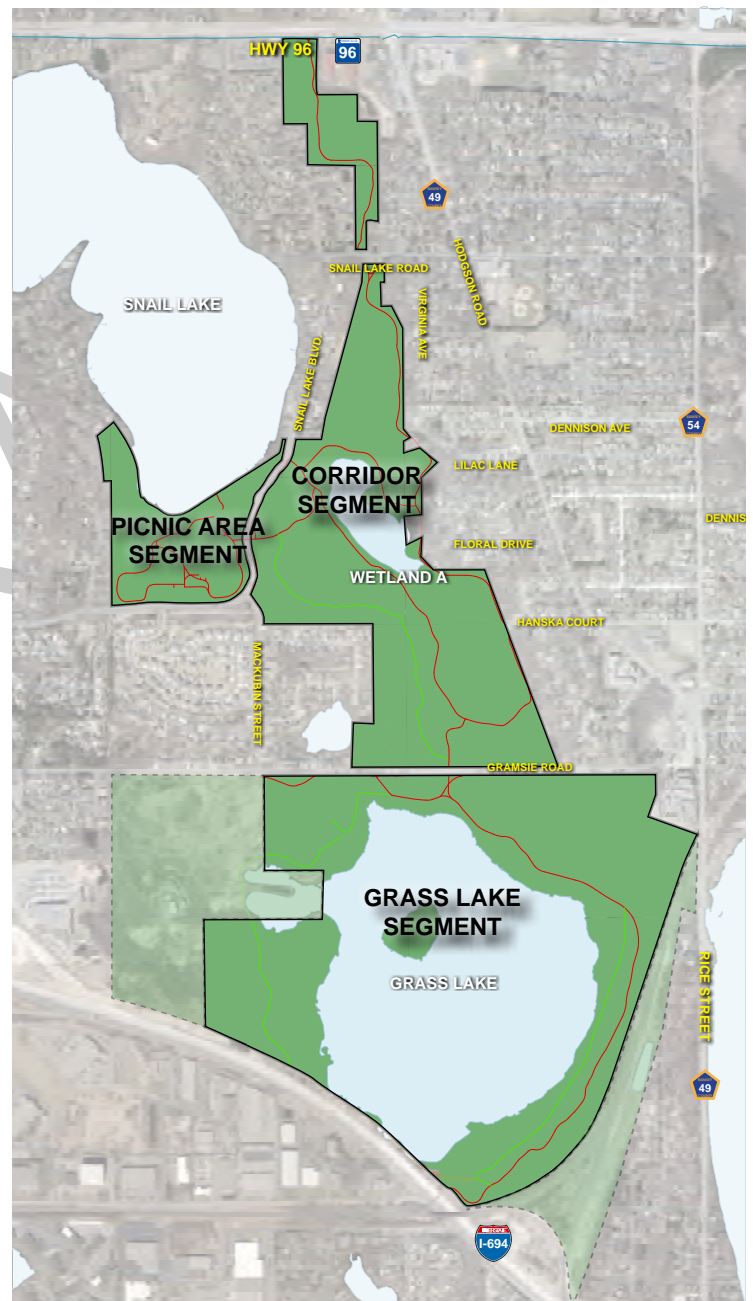 HWY 96
96
49
SNAIL LAKE ROAD
HODGSON ROAD
VIRGINIA AVE
SNAIL LAKE
SNAIL LAKE BLVD.
54
DENNISON AVE
LILAC LANE
CORRIDOR
SEGMENT
PICNIC AREA
SEGMENT
DENNIS
FLORAL DRIVE
WETLAND A
HANSKA COURT
MACKUBIN STREET
GRAMSIE ROAD
GRASS LAKE
SEGMENT
GRASS LAKE
RICE STREET
49
I-694